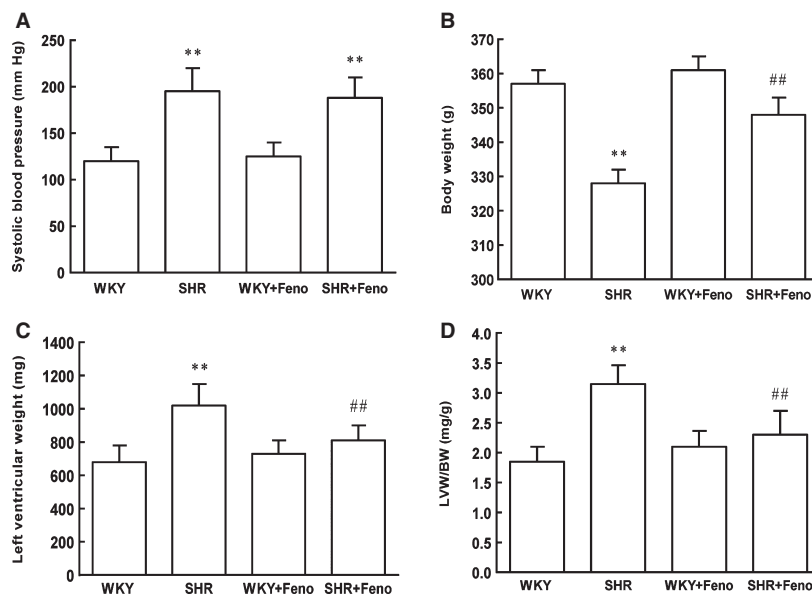 A
Systolic blood pressure (mm Hg)
250
200
150
100
50
0
**
**
WKY
SHR
WKY+Feno
SHR+Feno
B
Body weight (g)
370
360
350
340
330
320
310
300
**
##
WKY
SHR
WKY+Feno
SHR+Feno
C
Left ventricular weight (mg)
1400
1200
1000
800
600
400
200
0
**
##
WKY
SHR
WKY+Feno
SHR+Feno
D
LVW/BW (mg/g)
4.0
3.5
3.0
2.5
2.0
1.5
1.0
0.5
0.0
**
##
WKY
SHR
WKY+Feno
SHR+Feno